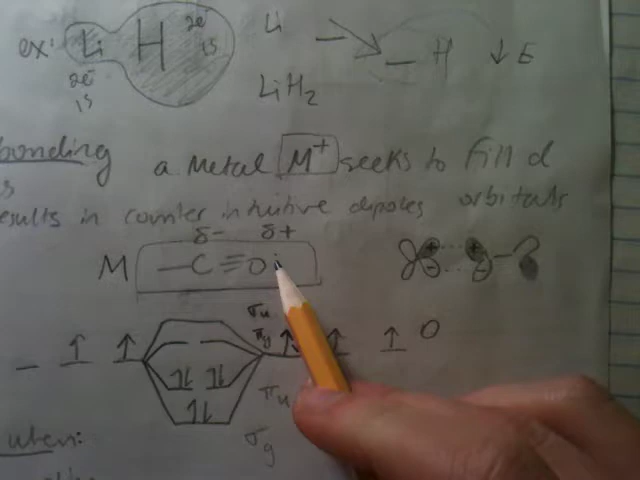 ex: Li H 2e 1s Li H ↓E
2e 1s LiH₂
bonding a metal M⁺ seeks to fill d
results in counter intuitive dipoles orbitals
δ- δ+
M —C≡O: + - + -
σu
πg O
πu
σg
when: